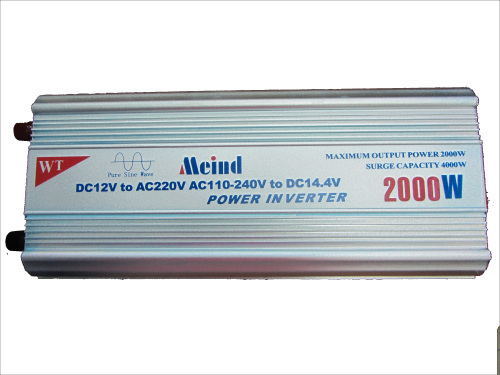 WT
Pure Sine Wave
Meind
MAXIMUM OUTPUT POWER 2000W
SURGE CAPACITY 4000W
DC12V to AC220V AC110-240V to DC14.4V
POWER INVERTER
2000W